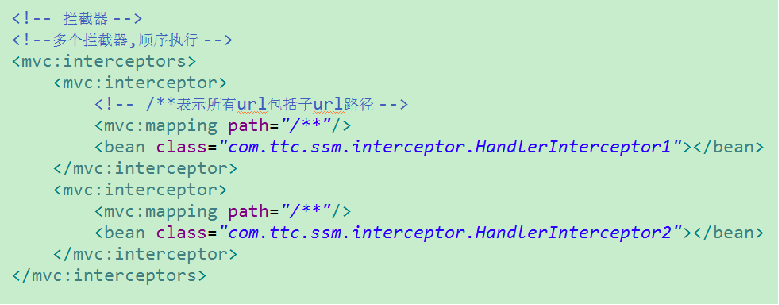 <!-- 拦截器 -->
<!--多个拦截器,顺序执行 -->
<mvc:interceptors>
    <mvc:interceptor>
        <!-- /**表示所有url包括子url路径 -->
        <mvc:mapping path="/**"/>
        <bean class="com.ttc.ssm.interceptor.HandlerInterceptor1"></bean>
    </mvc:interceptor>
    <mvc:interceptor>
        <mvc:mapping path="/**"/>
        <bean class="com.ttc.ssm.interceptor.HandlerInterceptor2"></bean>
    </mvc:interceptor>
</mvc:interceptors>